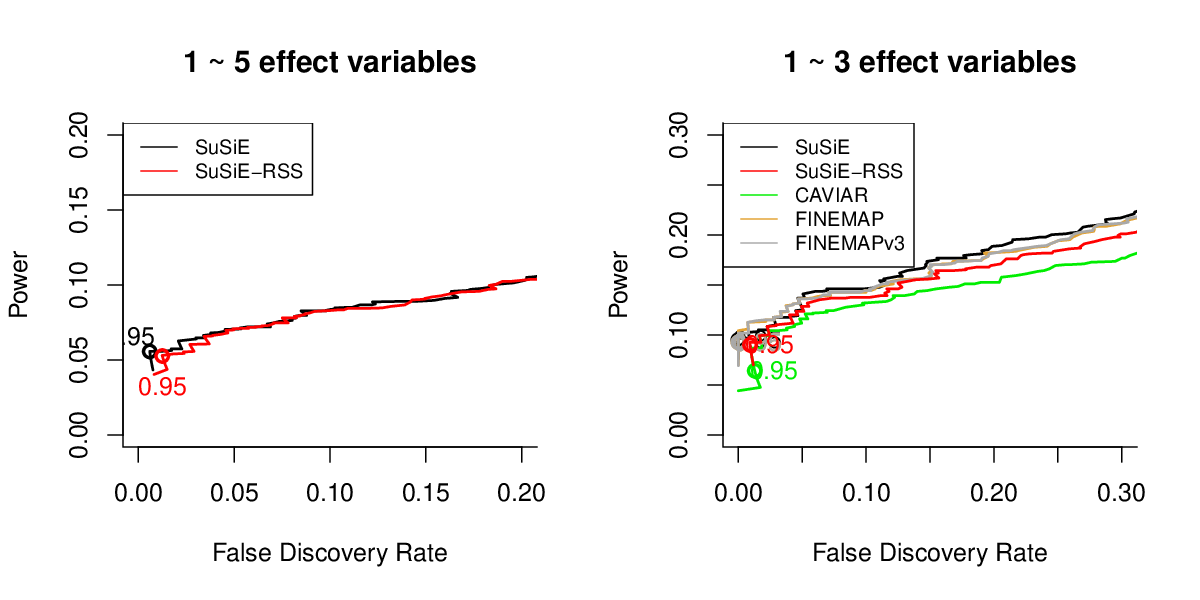 1 ~ 5 effect variables
SuSiE
SuSiE−RSS
Power
0.20
0.15
0.10
0.05
0.00
.95
0.95
0.00 0.05 0.10 0.15 0.20
False Discovery Rate
1 ~ 3 effect variables
SuSiE
SuSiE−RSS
CAVIAR
FINEMAP
FINEMAPv3
Power
0.30
0.20
0.10
0.00
.95
.95
0.00 0.10 0.20 0.30
False Discovery Rate